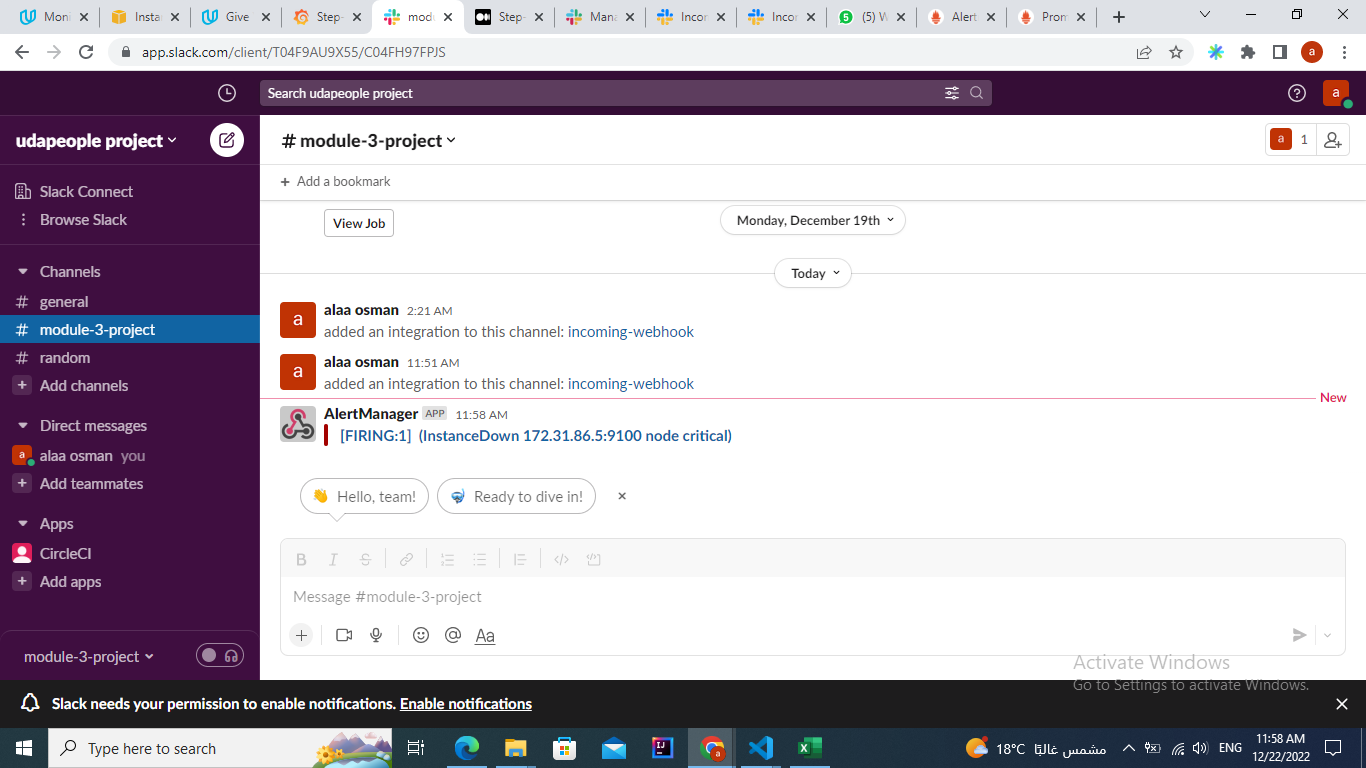 Moni
Insta
Give
Step-
modu
Step-
Mana
Incor
Incor
(5) W
Alert
Prom
app.slack.com/client/T04F9AU9X55/C04FH97FPJS
a
Search udapeople project
a
udapeople project
# module-3-project
a 1
Slack Connect
Browse Slack
+ Add a bookmark
View Job
Monday, December 19th
Today
Channels
# general
# module-3-project
# random
+ Add channels
Direct messages
a alaa osman you
+ Add teammates
Apps
CircleCI
+ Add apps
module-3-project
a
alaa osman 2:21 AM
added an integration to this channel: incoming-webhook
a
alaa osman 11:51 AM
added an integration to this channel: incoming-webhook
New
AlertManager APP 11:58 AM
[FIRING:1] (InstanceDown 172.31.86.5:9100 node critical)
Hello, team!
Ready to dive in!
B I S
Message #module-3-project
+ @ Aa
Activate Windows
Go to Settings to activate Windows.
Slack needs your permission to enable notifications. Enable notifications
Type here to search
18°C مشمس غالبًا
ENG
11:58 AM
12/22/2022